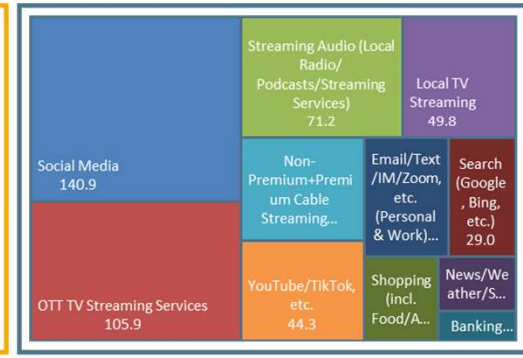 Social Media
140.9
OTT TV Streaming Services
105.9
Streaming Audio (Local
Radio/
Podcasts/Streaming
Services)
71.2
Local TV
Streaming
49.8
Non-
Premium+Premi
um Cable
Streaming...
YouTube/TikTok,
etc.
44.3
Email/Text
/IM/Zoom,
etc.
(Personal
& Work)...
Search
(Google
, Bing,
etc.)
29.0
Shopping
(incl.
Food/A...
News/We
ather/S...
Banking...